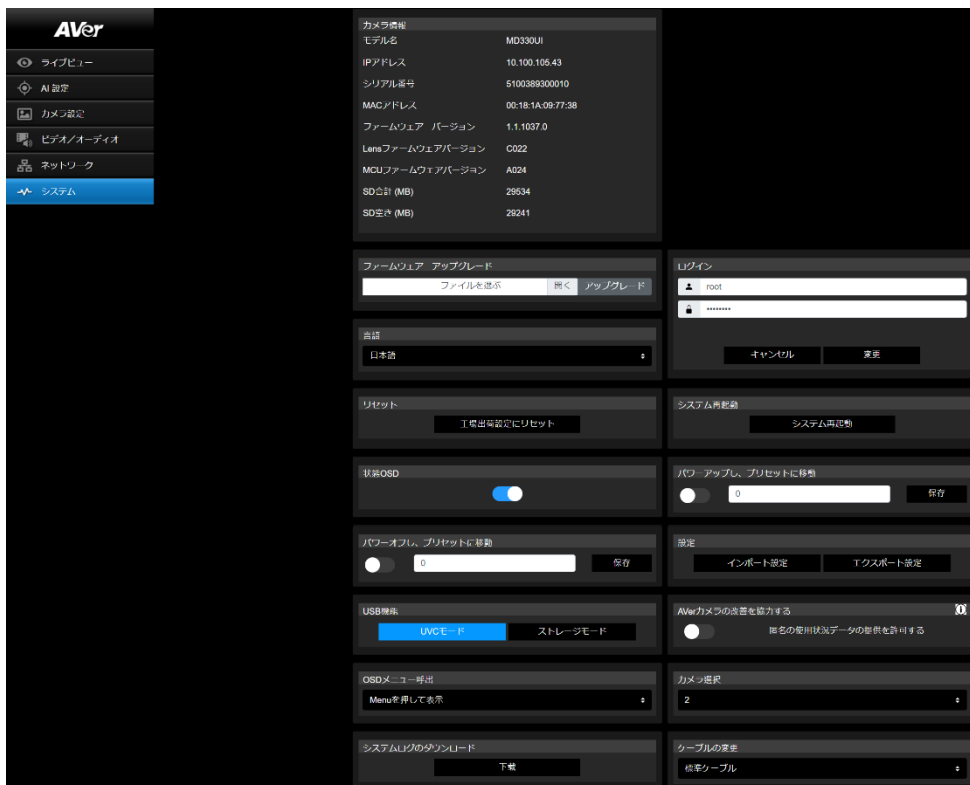 AVer
ライブビュー
AI 設定
カメラ設定
ビデオ/オーディオ
ネットワーク
システム
カメラ情報
モデル名 MD330UI
IPアドレス 10.100.105.43
シリアル番号 5100389300010
MACアドレス 00:18:1A:09:77:38
ファームウェア バージョン 1.1.1037.0
Lensファームウェアバージョン C022
MCUファームウェアバージョン A024
SD合計 (MB) 29534
SD空き (MB) 29241
ファームウェア アップグレード
ファイルを選ぶ 開く アップグレード
ログイン
root
••••••••
キャンセル 変更
言語
日本語
リセット
工場出荷設定にリセット
システム再起動
システム再起動
状態OSD
パワーアップし、プリセットに移動
0 保存
パワーオフし、プリセットに移動
0 保存
設定
インポート設定 エクスポート設定
USB機能
UVCモード ストレージモード
AVerカメラの改善を協力する
匿名の使用状況データの提供を許可する
OSDメニュー呼出
Menuを押して表示
カメラ選択
2
システムログのダウンロード
下載
ケーブルの変更
標準ケーブル